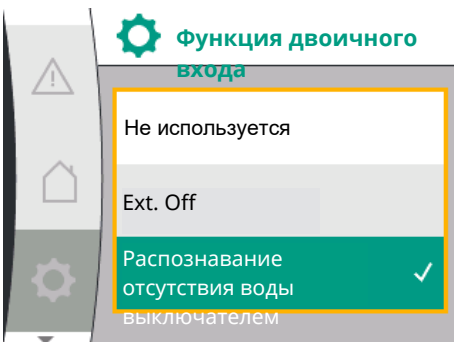 Функция двоичного
входа
Не используется
Ext. Off
Распознавание
отсутствия воды
выключателем